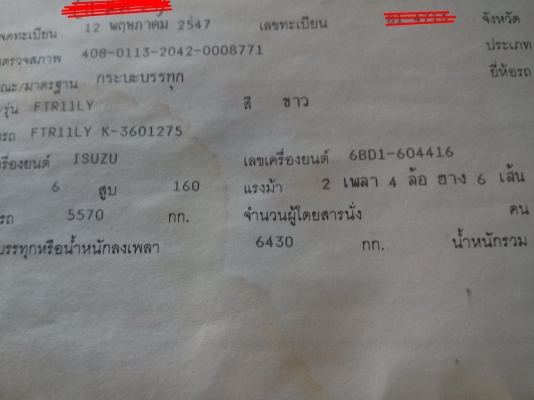 จดทะเบียน 12 พฤษภาคม 2547 เลขทะเบียน จังหวัด
ตรวจสภาพ 408-0113-2042-0008771 ประเภท
ณะ/มาตรฐาน กระบะบรรทุก ยี่ห้อรถ
/รุ่น FTR11LY สี ขาว
รถ FTR11LY K-3601275
ครื่องยนต์ ISUZU เลขเครื่องยนต์ 6BD1-604416
6 สูบ 160 แรงม้า 2 เพลา 4 ล้อ ยาง 6 เส้น
รถ 5570 กก. จำนวนผู้โดยสารนั่ง คน
บรรทุกหรือน้ำหนักลงเพลา 6430 กก. น้ำหนักรวม